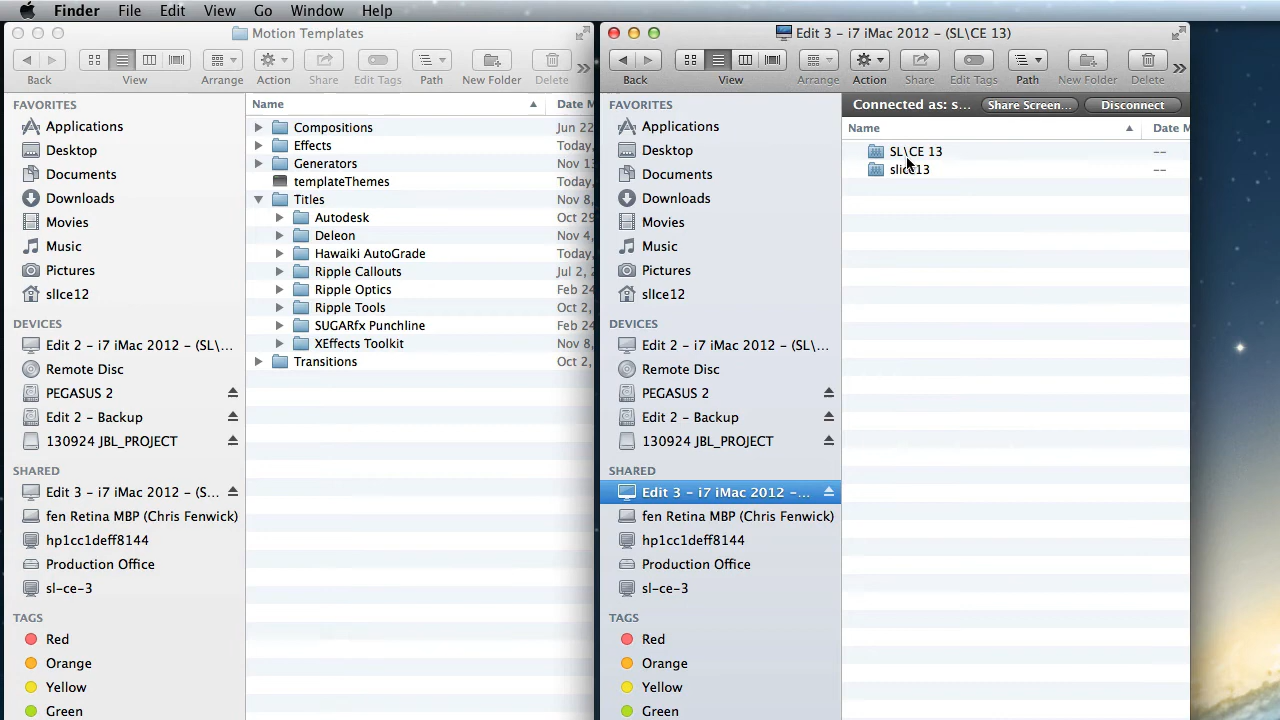 Finder File Edit View Go Window Help
Motion Templates
Back View Arrange Action Share Edit Tags Path New Folder Delete
FAVORITES
Applications
Desktop
Documents
Downloads
Movies
Music
Pictures
slIce12
DEVICES
Edit 2 - i7 iMac 2012 - (SL\...
Remote Disc
PEGASUS 2
Edit 2 - Backup
130924 JBL_PROJECT
SHARED
Edit 3 - i7 iMac 2012 - (S...
fen Retina MBP (Chris Fenwick)
hp1cc1deff8144
Production Office
sl-ce-3
TAGS
Red
Orange
Yellow
Green
Name Date M
Compositions Jun 22
Effects Today,
Generators Nov 13
templateThemes Today,
Titles Nov 8,
Autodesk Oct 29
Deleon Nov 4,
Hawaiki AutoGrade Today,
Ripple Callouts Jul 2, 2
Ripple Optics Feb 24
Ripple Tools Oct 2,
SUGARfx Punchline Feb 24
XEffects Toolkit Nov 8,
Transitions Oct 2,
Edit 3 - i7 iMac 2012 - (SL\CE 13)
Back View Arrange Action Share Edit Tags Path New Folder Delete
FAVORITES
Applications
Desktop
Documents
Downloads
Movies
Music
Pictures
slIce12
DEVICES
Edit 2 - i7 iMac 2012 - (SL\...
Remote Disc
PEGASUS 2
Edit 2 - Backup
130924 JBL_PROJECT
SHARED
Edit 3 - i7 iMac 2012 -...
fen Retina MBP (Chris Fenwick)
hp1cc1deff8144
Production Office
sl-ce-3
TAGS
Red
Orange
Yellow
Green
Connected as: s... Share Screen... Disconnect
Name Date M
SL\CE 13 --
slice13 --